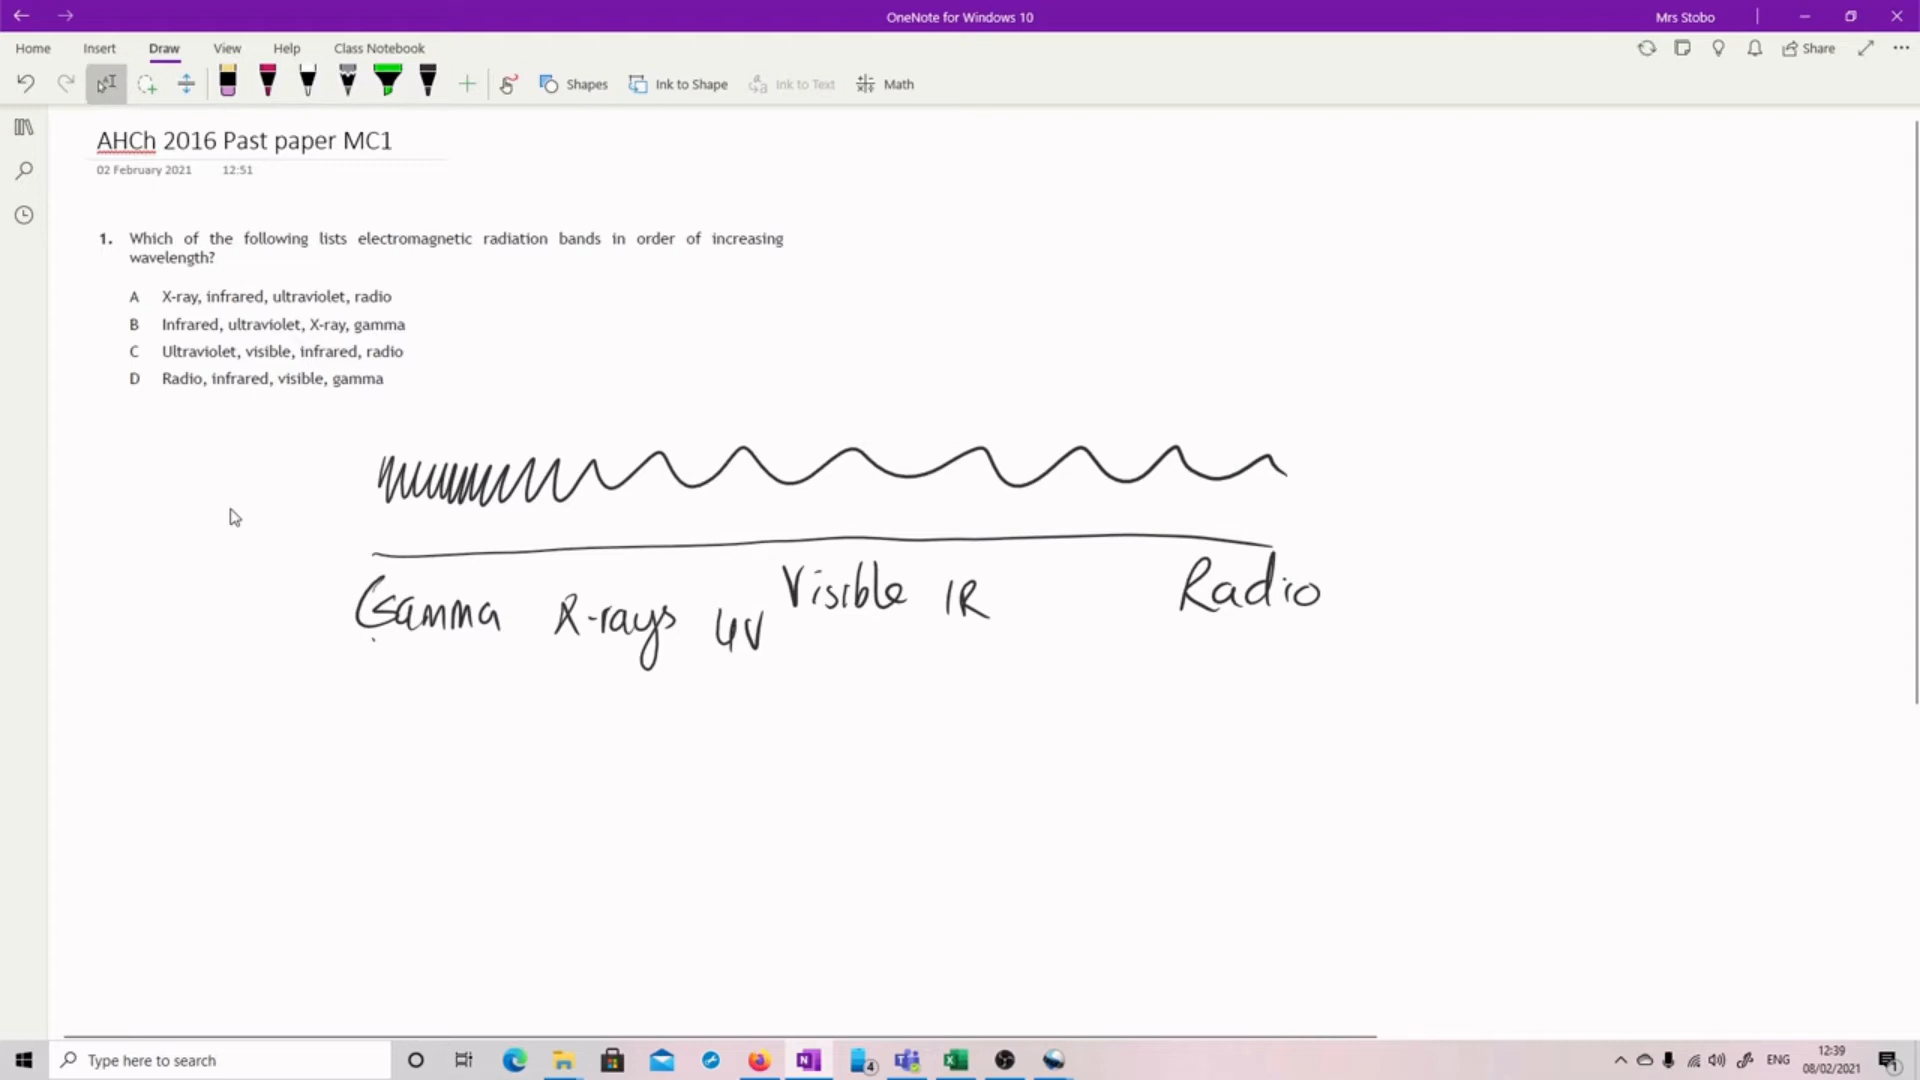 OneNote for Windows 10
Mrs Stobo
Home Insert Draw View Help Class Notebook
Share
Shapes Ink to Shape Ink to Text Math
AHCh 2016 Past paper MC1
02 February 2021 12:51
1. Which of the following lists electromagnetic radiation bands in order of increasing
wavelength?
A X-ray, infrared, ultraviolet, radio
B Infrared, ultraviolet, X-ray, gamma
C Ultraviolet, visible, infrared, radio
D Radio, infrared, visible, gamma
Gamma X-rays UV Visible IR Radio
Type here to search
4
ENG
12:39
08/02/2021
1